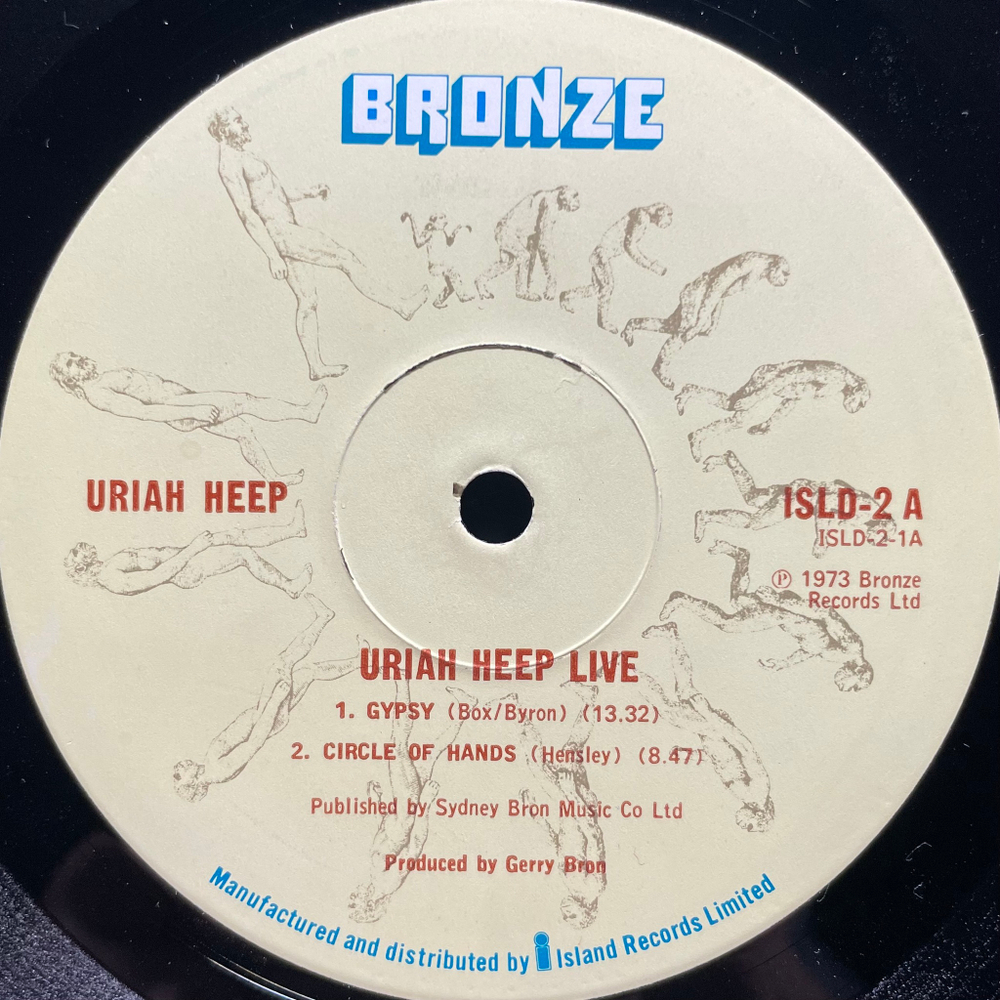 BRONZE
URIAH HEEP
ISLD-2 A
ISLD-2-1A
Ⓟ 1973 Bronze
Records Ltd
URIAH HEEP LIVE
1. GYPSY (Box/Byron) (13.32)
2. CIRCLE OF HANDS (Hensley) (8.47)
Published by Sydney Bron Music Co Ltd
Produced by Gerry Bron
Manufactured and distributed by i Island Records Limited